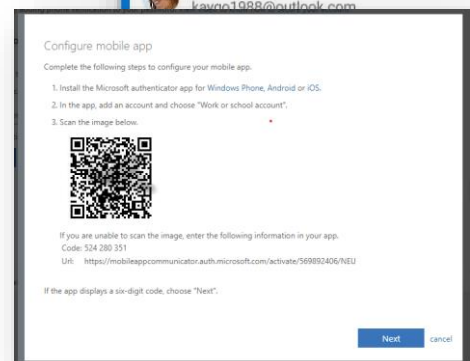 kaygo1988@outlook.com
Configure mobile app
Complete the following steps to configure your mobile app.
1. Install the Microsoft authenticator app for Windows Phone, Android or iOS.
2. In the app, add an account and choose "Work or school account".
3. Scan the image below.
If you are unable to scan the image, enter the following information in your app.
Code: 524 280 351
Url: https://mobileappcommunicator.auth.microsoft.com/activate/569892406/NEU
If the app displays a six-digit code, choose "Next".
Next cancel